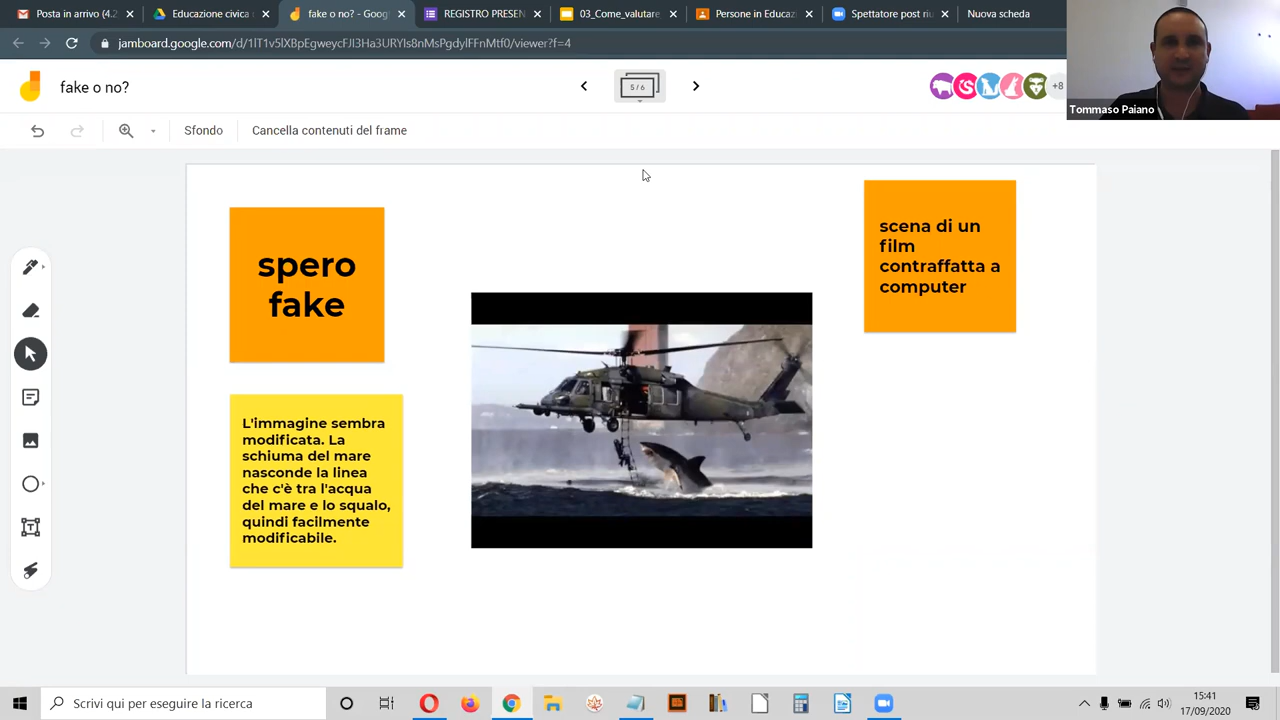 Posta in arrivo (4.2
Educazione civica
fake o no? - Goog
REGISTRO PRESEN
03_Come_valutare
Persone in Educaz
Spettatore post riu
Nuova scheda
jamboard.google.com/d/1lT1v5lXBpEgweycFJI3Ha3URYIs8nMsPgdylFFnMtf0/viewer?f=4
fake o no?
5 / 6
+8
Tommaso Paiano
Sfondo
Cancella contenuti del frame
spero
fake
scena di un
film
contraffatta a
computer
L'immagine sembra
modificata. La
schiuma del mare
nasconde la linea
che c'è tra l'acqua
del mare e lo squalo,
quindi facilmente
modificabile.
Scrivi qui per eseguire la ricerca
15:41
17/09/2020